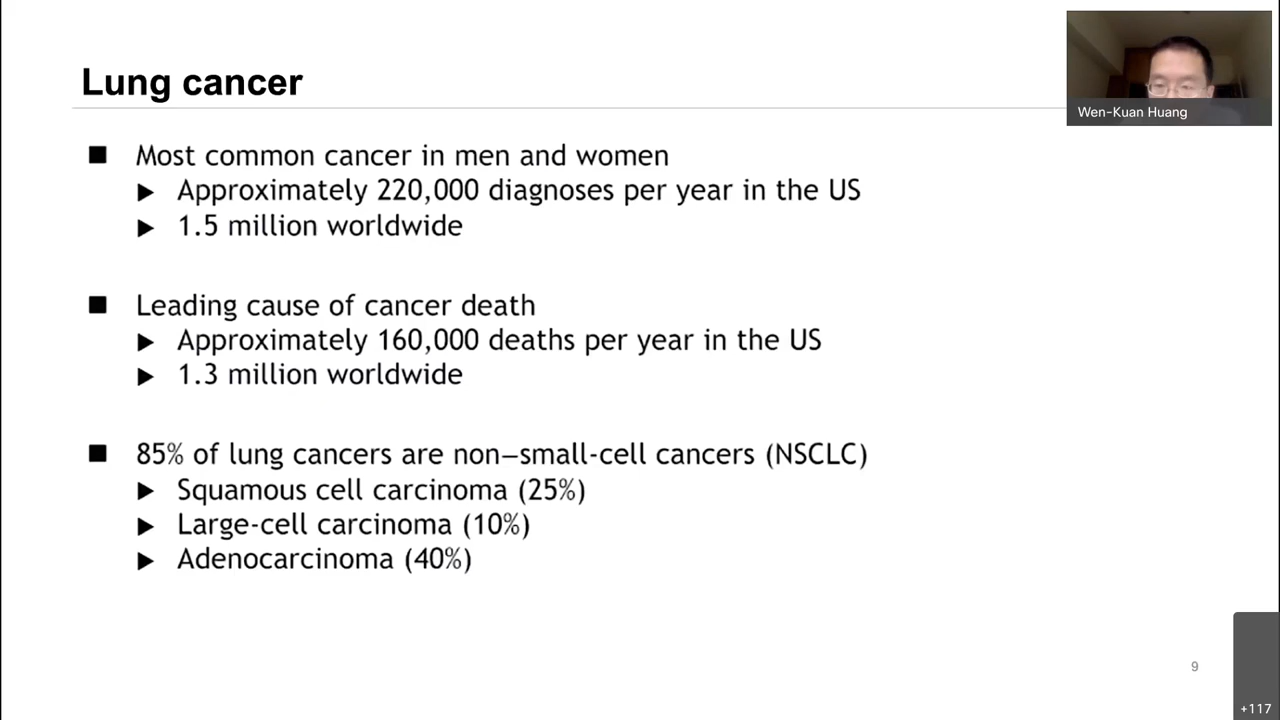 Lung cancer
Wen-Kuan Huang
■ Most common cancer in men and women
▶ Approximately 220,000 diagnoses per year in the US
▶ 1.5 million worldwide
■ Leading cause of cancer death
▶ Approximately 160,000 deaths per year in the US
▶ 1.3 million worldwide
■ 85% of lung cancers are non–small-cell cancers (NSCLC)
▶ Squamous cell carcinoma (25%)
▶ Large-cell carcinoma (10%)
▶ Adenocarcinoma (40%)
9
+117